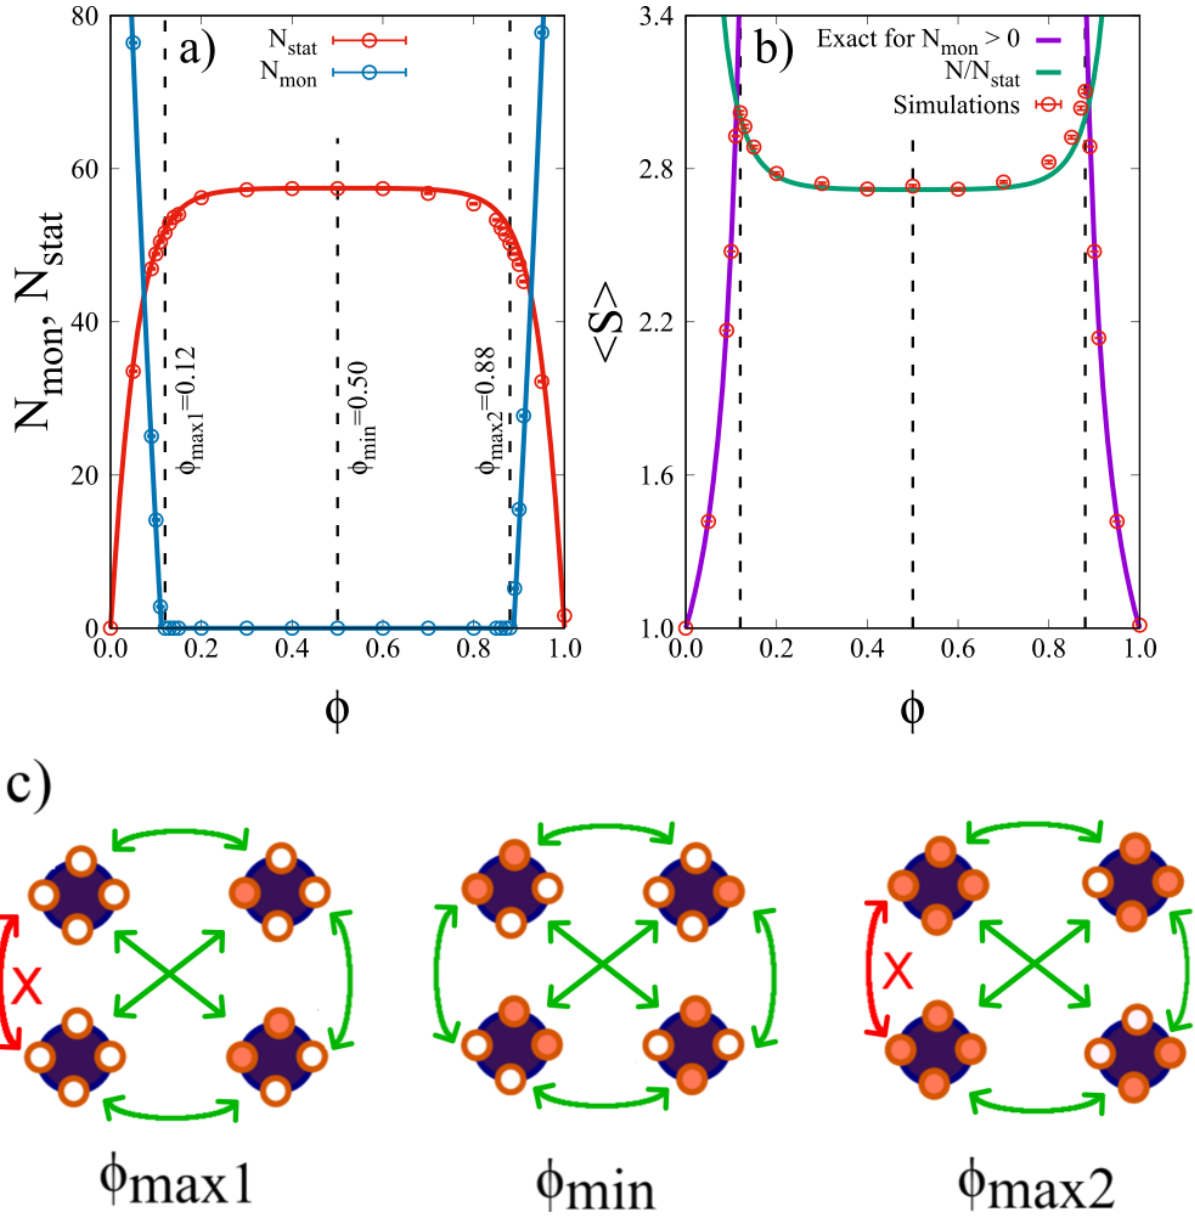 a)
N_stat
N_mon
N_mon, N_stat
80
60
40
20
0
ϕ_max1=0.12
ϕ_min=0.50
ϕ_max2=0.88
0.0 0.2 0.4 0.6 0.8 1.0
ϕ
b)
Exact for N_mon > 0
N/N_stat
Simulations
<S>
3.4
2.8
2.2
1.6
1.0
0.0 0.2 0.4 0.6 0.8 1.0
ϕ
c)
X
X
ϕmax1
ϕmin
ϕmax2